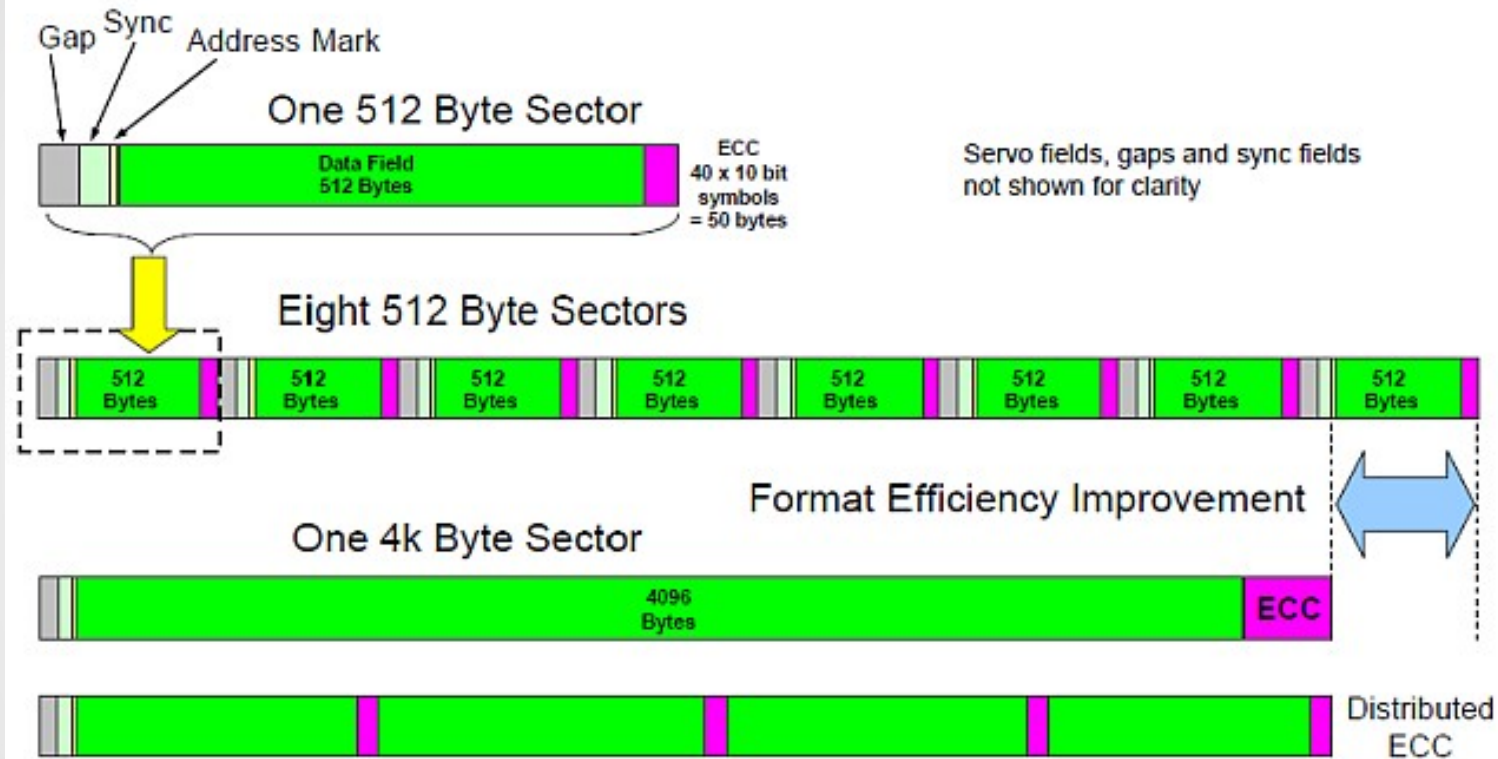 Gap
Sync
Address Mark
One 512 Byte Sector
Data Field
512 Bytes
ECC
40 x 10 bit
symbols
= 50 bytes
Servo fields, gaps and sync fields
not shown for clarity
Eight 512 Byte Sectors
512
Bytes
512
Bytes
512
Bytes
512
Bytes
512
Bytes
512
Bytes
512
Bytes
512
Bytes
Format Efficiency Improvement
One 4k Byte Sector
4096
Bytes
ECC
Distributed
ECC